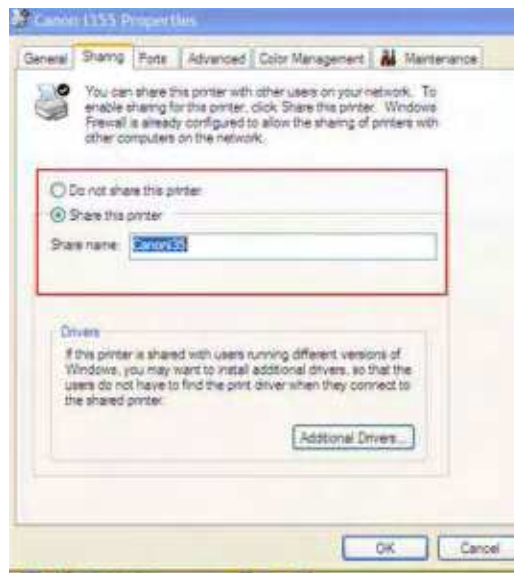 Canon i355 Properties
General Sharing Ports Advanced Color Management Maintenance
You can share this printer with other users on your network. To
enable sharing for this printer, click Share this printer. Windows
Firewall is already configured to allow the sharing of printers with
other computers on the network.
Do not share this printer
Share this printer
Share name: Canoni35
Drivers
If this printer is shared with users running different versions of
Windows, you may want to install additional drivers, so that the
users do not have to find the print driver when they connect to
the shared printer.
Additional Drivers...
OK Cancel